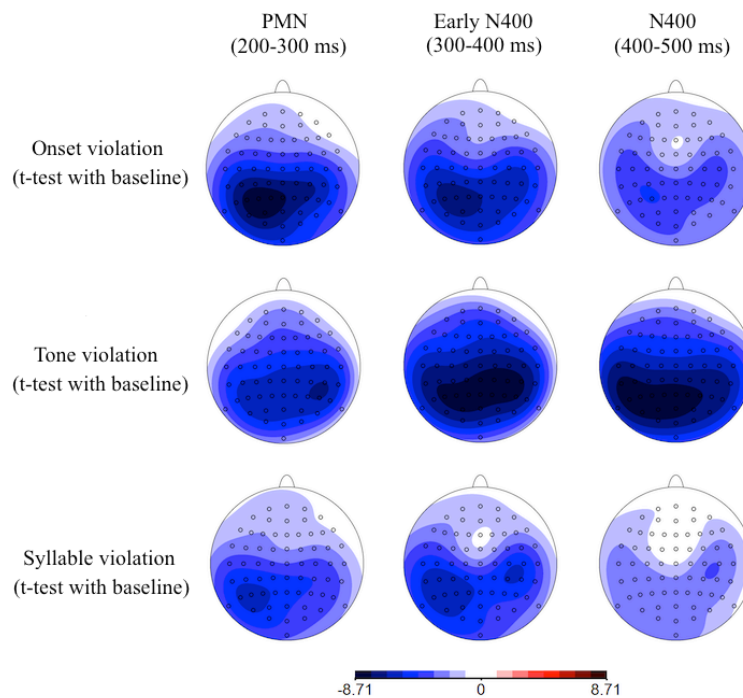 PMN
(200-300 ms)
Early N400
(300-400 ms)
N400
(400-500 ms)
Onset violation
(t-test with baseline)
Tone violation
(t-test with baseline)
Syllable violation
(t-test with baseline)
-8.71 0 8.71